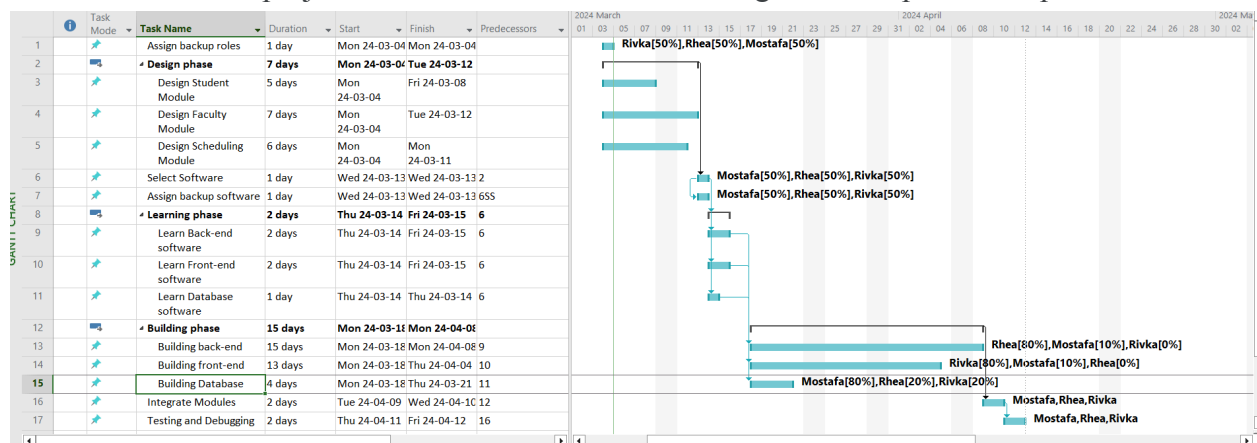 2024 March 2024 April 2024 Ma
Task Mode Task Name Duration Start Finish Predecessors 01 03 05 07 09 11 13 15 17 19 21 23 25 27 29 31 02 04 06 08 10 12 14 16 18 20 22 24 26 28 30 02
1 Assign backup roles 1 day Mon 24-03-04 Mon 24-03-04 Rivka[50%],Rhea[50%],Mostafa[50%]
2 Design phase 7 days Mon 24-03-04 Tue 24-03-12
3 Design Student Module 5 days Mon 24-03-04 Fri 24-03-08
4 Design Faculty Module 7 days Mon 24-03-04 Tue 24-03-12
5 Design Scheduling Module 6 days Mon 24-03-04 Mon 24-03-11
6 Select Software 1 day Wed 24-03-13 Wed 24-03-13 2 Mostafa[50%],Rhea[50%],Rivka[50%]
7 Assign backup software 1 day Wed 24-03-13 Wed 24-03-13 6SS Mostafa[50%],Rhea[50%],Rivka[50%]
8 Learning phase 2 days Thu 24-03-14 Fri 24-03-15 6
9 Learn Back-end software 2 days Thu 24-03-14 Fri 24-03-15 6
10 Learn Front-end software 2 days Thu 24-03-14 Fri 24-03-15 6
11 Learn Database software 1 day Thu 24-03-14 Thu 24-03-14 6
12 Building phase 15 days Mon 24-03-18 Mon 24-04-08
13 Building back-end 15 days Mon 24-03-18 Mon 24-04-08 9 Rhea[80%],Mostafa[10%],Rivka[0%]
14 Building front-end 13 days Mon 24-03-18 Thu 24-04-04 10 Rivka[80%],Mostafa[10%],Rhea[0%]
15 Building Database 4 days Mon 24-03-18 Thu 24-03-21 11 Mostafa[80%],Rhea[20%],Rivka[20%]
16 Integrate Modules 2 days Tue 24-04-09 Wed 24-04-10 12 Mostafa,Rhea,Rivka
17 Testing and Debugging 2 days Thu 24-04-11 Fri 24-04-12 16 Mostafa,Rhea,Rivka
GANTT CHART